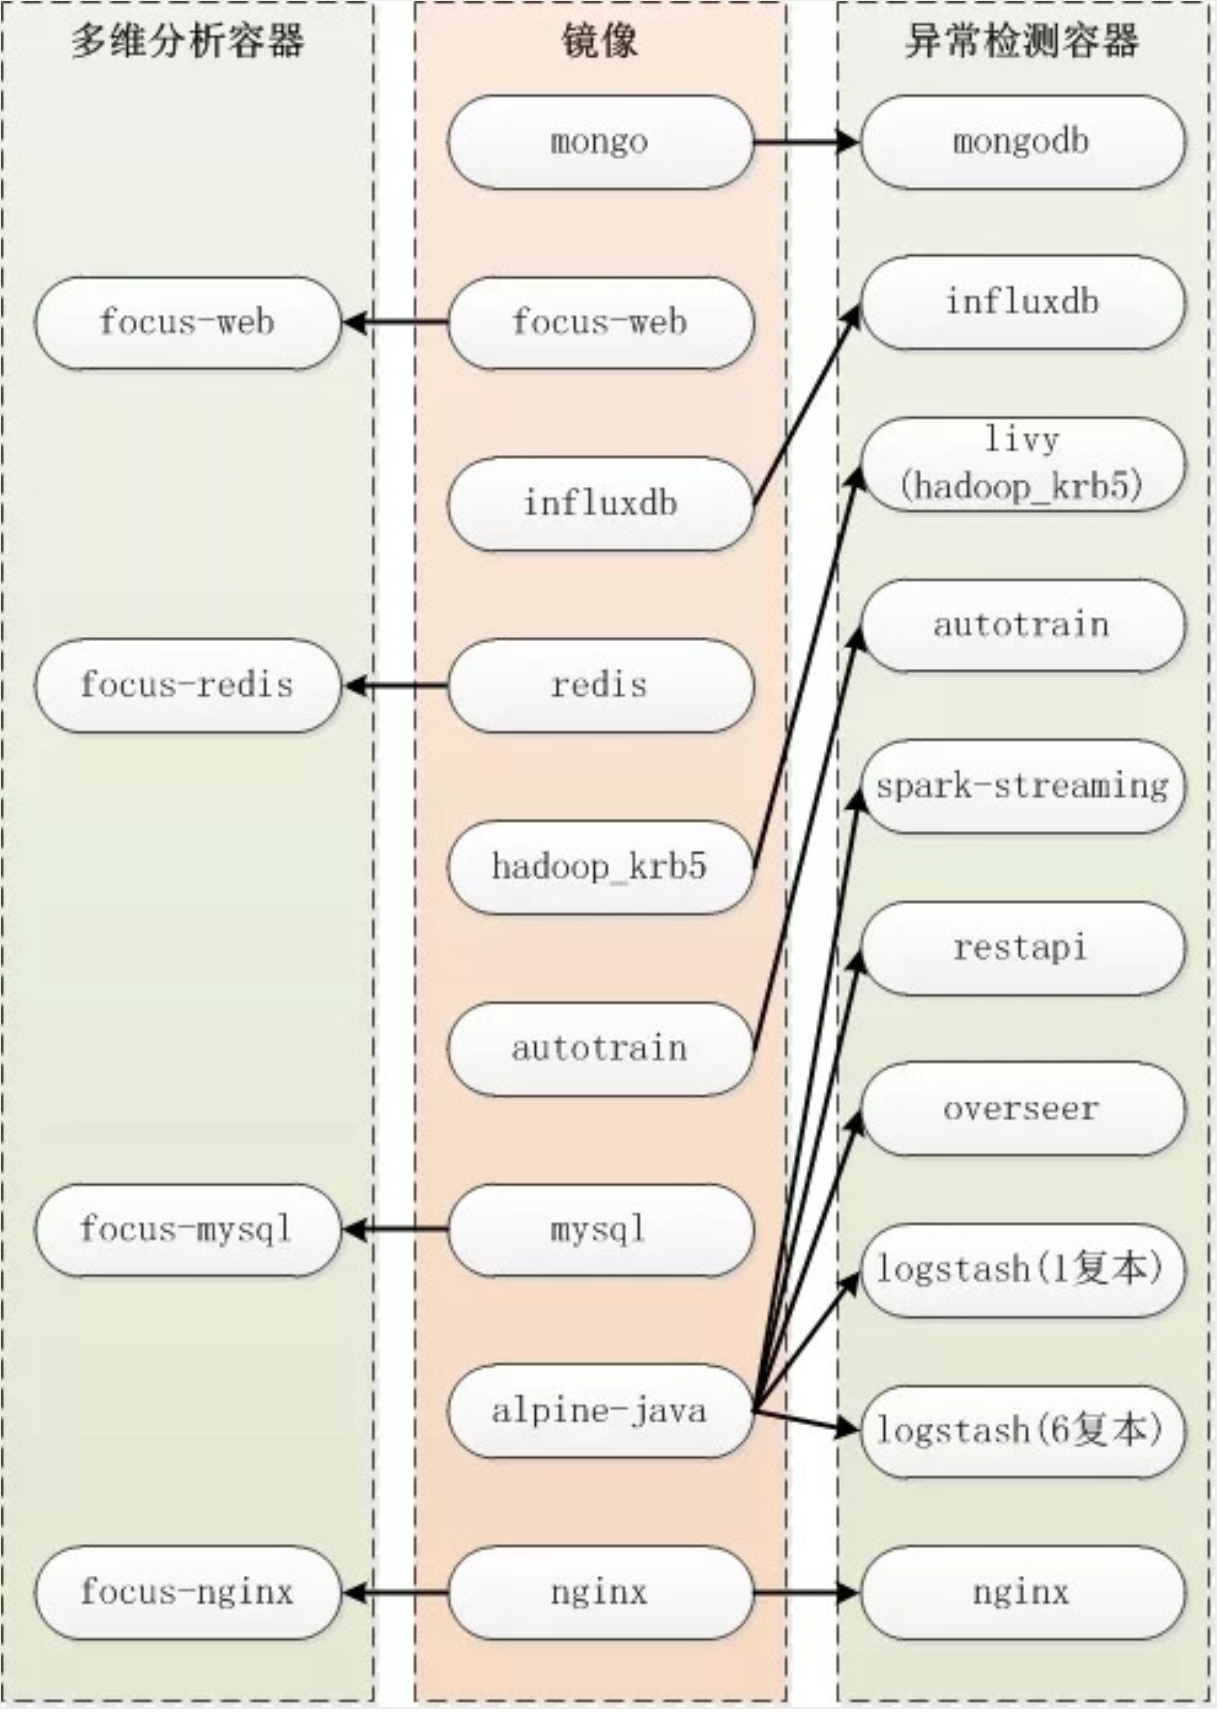 多维分析容器
focus-web
focus-redis
focus-mysql
focus-nginx
镜像
mongo
focus-web
influxdb
redis
hadoop_krb5
autotrain
mysql
alpine-java
nginx
异常检测容器
mongodb
influxdb
livy
(hadoop_krb5)
autotrain
spark-streaming
restapi
overseer
logstash(1复本)
logstash(6复本)
nginx